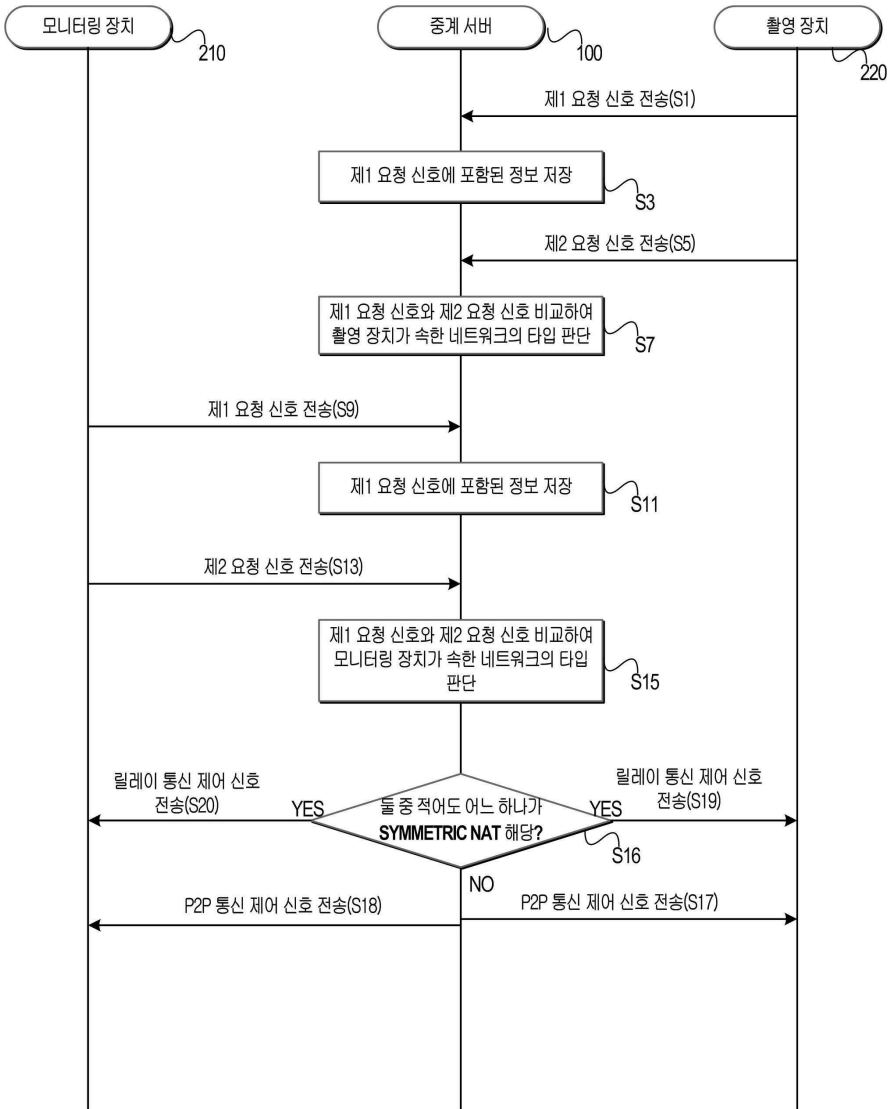 모니터링 장치
210
중계 서버
100
촬영 장치
220
제1 요청 신호 전송(S1)
제1 요청 신호에 포함된 정보 저장
S3
제2 요청 신호 전송(S5)
제1 요청 신호와 제2 요청 신호 비교하여
촬영 장치가 속한 네트워크의 타입 판단
S7
제1 요청 신호 전송(S9)
제1 요청 신호에 포함된 정보 저장
S11
제2 요청 신호 전송(S13)
제1 요청 신호와 제2 요청 신호 비교하여
모니터링 장치가 속한 네트워크의 타입
판단
S15
릴레이 통신 제어 신호
전송(S20)
YES
둘 중 적어도 어느 하나가
SYMMETRIC NAT 해당?
YES
릴레이 통신 제어 신호
전송(S19)
S16
NO
P2P 통신 제어 신호 전송(S18)
P2P 통신 제어 신호 전송(S17)